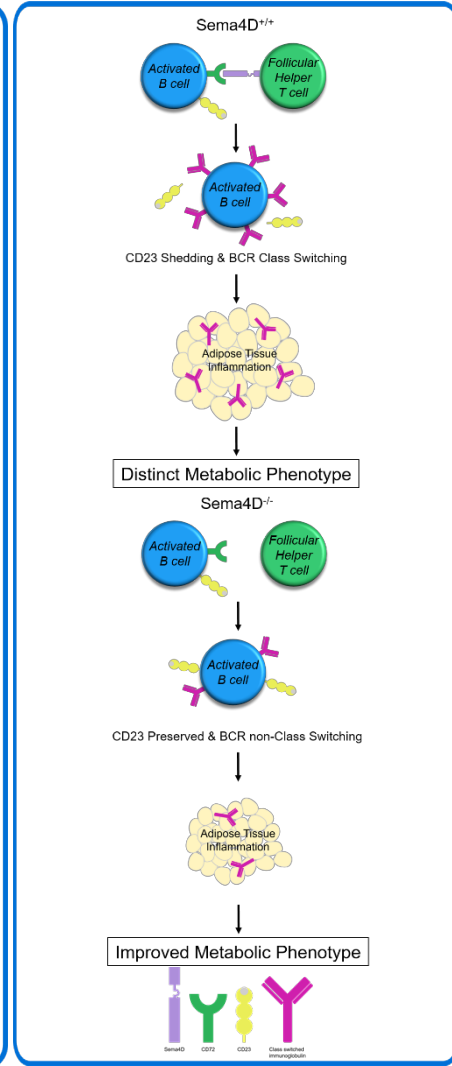 Sema4D+/+
Activated
B cell
Follicular
Helper
T cell
Activated
B cell
CD23 Shedding & BCR Class Switching
Adipose Tissue
Inflammation
Distinct Metabolic Phenotype
Sema4D-/-
Activated
B cell
Follicular
Helper
T cell
Activated
B cell
CD23 Preserved & BCR non-Class Switching
Adipose Tissue
Inflammation
Improved Metabolic Phenotype
Sema4D
CD72
CD23
Class switched
immunoglobulin